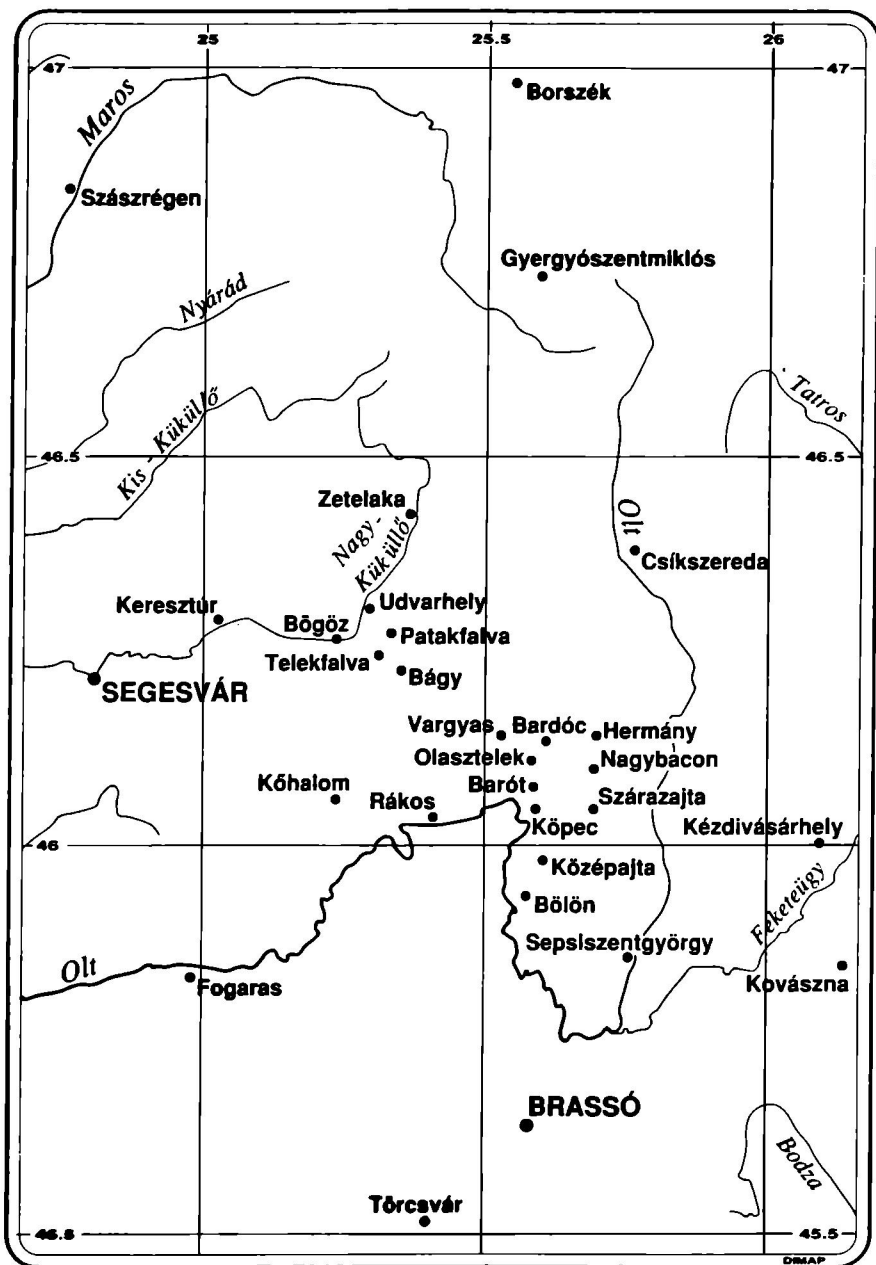 25
25.5
26
47
47
Borszék
Maros
Szászrégen
Gyergyószentmiklós
Nyárád
Tatros
Kis-Küküllő
46.5
46.5
Zetelaka
Olt
Nagy-
Küküllő
Csíkszereda
Keresztúr
Udvarhely
Bögöz
Patakfalva
Telekfalva
Bágy
SEGESVÁR
Vargyas
Bardóc
Hermány
Olasztelek
Nagybacon
Kőhalom
Barót
Rákos
Szárazajta
Köpec
Kézdivásárhely
46
46
Középajta
Bölön
Feketeügy
Sepsiszentgyörgy
Olt
Fogaras
Kovászna
BRASSÓ
Bodza
Törcsvár
46.5
45.5
DIMAP